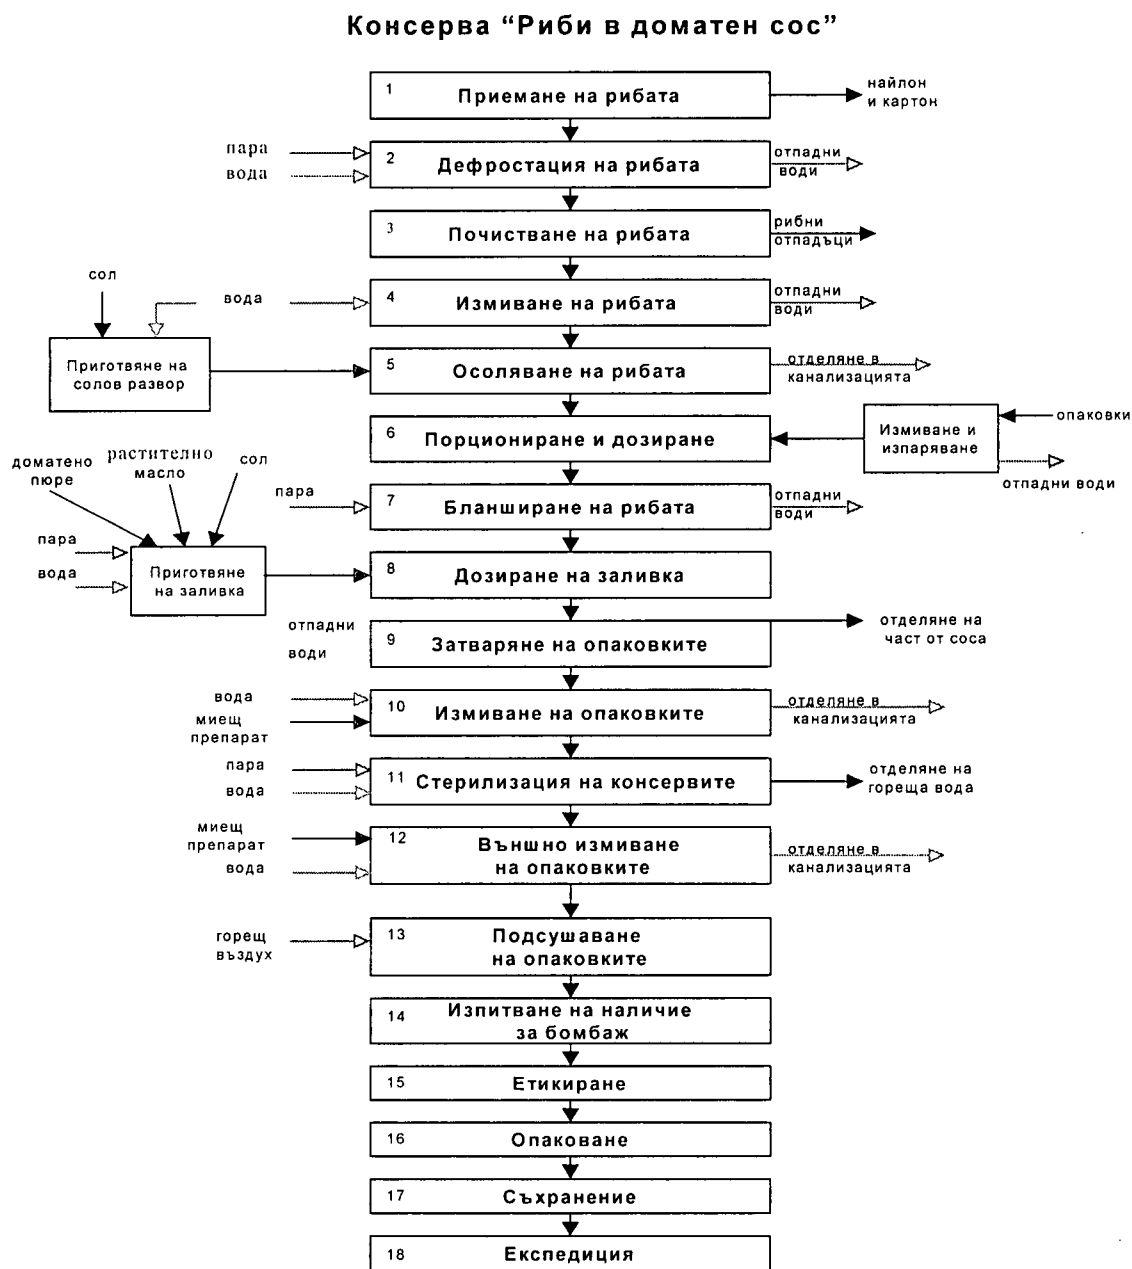 Консерва “Риби в доматен сос”
1 Приемане на рибата
найлон
и картон
пара
вода
2 Дефростация на рибата
отпадни
води
3 Почистване на рибата
рибни
отпадъци
сол
вода
4 Измиване на рибата
отпадни
води
Приготвяне на
солов развор
5 Осоляване на рибата
отделяне в
канализацията
6 Порциониране и дозиране
Измиване и
изпаряване
опаковки
отпадни води
доматено
пюре
растително
масло
сол
пара
7 Бланширане на рибата
отпадни
води
пара
вода
Приготвяне
на заливка
8 Дозиране на заливка
отпадни
води
9 Затваряне на опаковките
отделяне на
част от соса
вода
миещ
препарат
10 Измиване на опаковките
отделяне в
канализацията
пара
вода
11 Стерилизация на консервите
отделяне на
гореща вода
миещ
препарат
вода
12 Външно измиване
на опаковките
отделяне в
канализацията
горещ
въздух
13 Подсушаване
на опаковките
14 Изпитване на наличие
за бомбаж
15 Етикиране
16 Опаковане
17 Съхранение
18 Експедиция